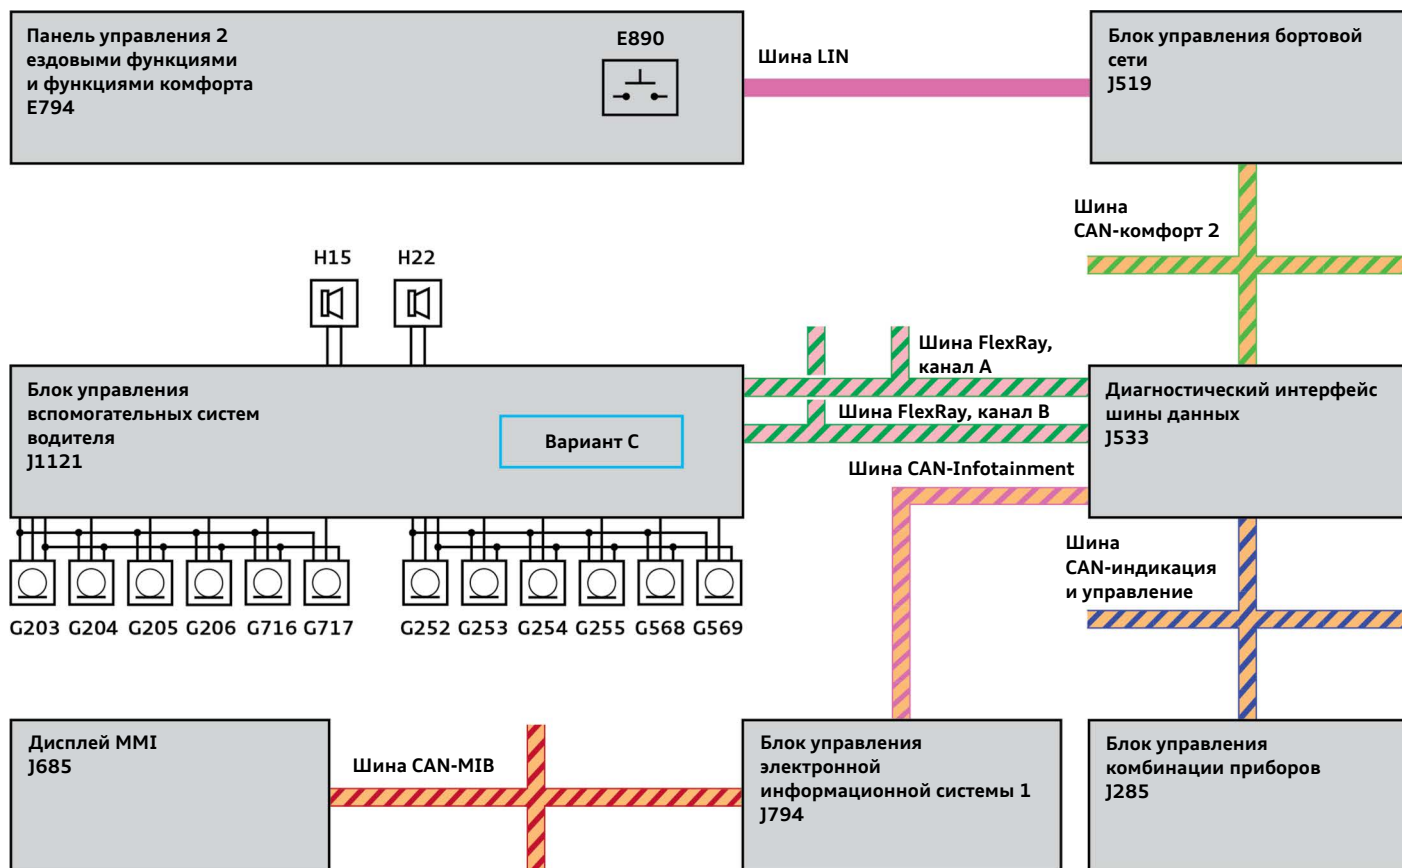 Панель управления 2
ездовыми функциями
и функциями комфорта
E794
E890
Шина LIN
Блок управления бортовой
сети
J519
Шина
CAN-комфорт 2
H15
H22
Шина FlexRay,
канал A
Шина FlexRay, канал B
Блок управления
вспомогательных систем
водителя
J1121
Вариант C
Диагностический интерфейс
шины данных
J533
Шина CAN-Infotainment
Шина
CAN-индикация
и управление
G203 G204 G205 G206 G716 G717
G252 G253 G254 G255 G568 G569
Дисплей MMI
J685
Шина CAN-MIB
Блок управления
электронной
информационной системы 1
J794
Блок управления
комбинации приборов
J285